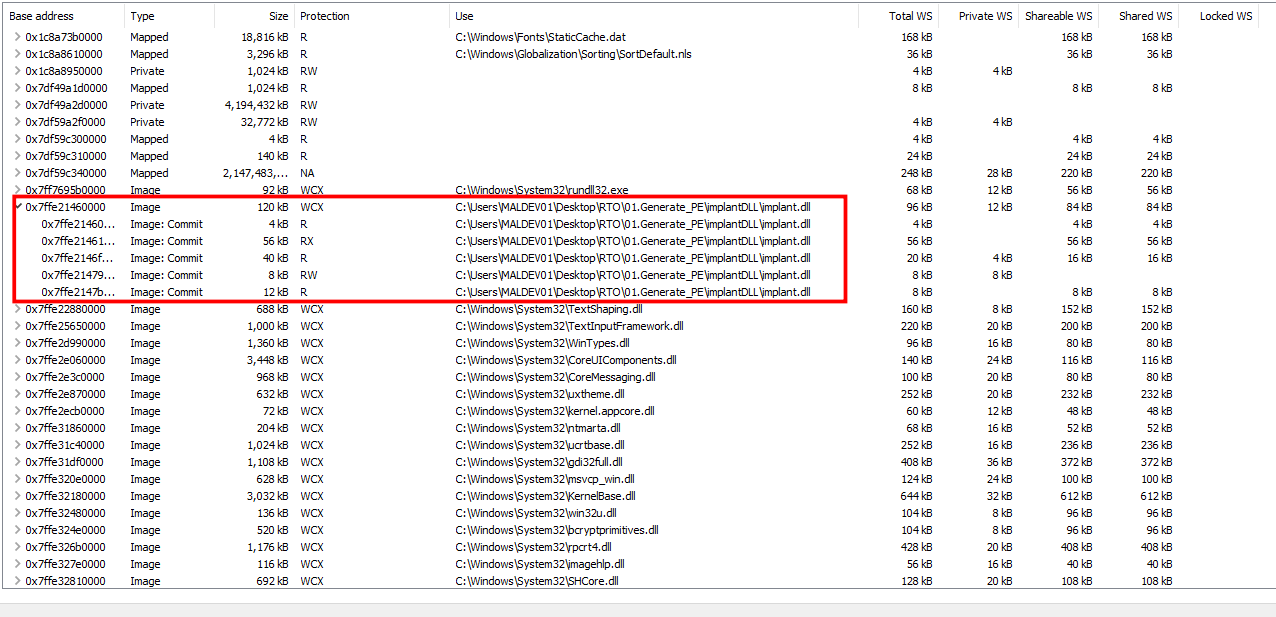 Base address Type Size Protection Use Total WS Private WS Shareable WS Shared WS Locked WS
0x1c8a73b0000 Mapped 18,816 kB R C:\Windows\Fonts\StaticCache.dat 168 kB 168 kB 168 kB
0x1c8a8610000 Mapped 3,296 kB R C:\Windows\Globalization\Sorting\SortDefault.nls 36 kB 36 kB 36 kB
0x1c8a8950000 Private 1,024 kB RW 4 kB 4 kB
0x7df49a1d0000 Mapped 1,024 kB R 8 kB 8 kB 8 kB
0x7df49a2d0000 Private 4,194,432 kB RW
0x7df59a2f0000 Private 32,772 kB RW 4 kB 4 kB
0x7df59c300000 Mapped 4 kB R 4 kB 4 kB 4 kB
0x7df59c310000 Mapped 140 kB R 24 kB 24 kB 24 kB
0x7df59c340000 Mapped 2,147,483,... NA 248 kB 28 kB 220 kB 220 kB
0x7ff7695b0000 Image 92 kB WCX C:\Windows\System32\rundll32.exe 68 kB 12 kB 56 kB 56 kB
0x7ffe21460000 Image 120 kB WCX C:\Users\MALDEV01\Desktop\RTO\01.Generate_PE\implantDLL\implant.dll 96 kB 12 kB 84 kB 84 kB
0x7ffe21460... Image: Commit 4 kB R C:\Users\MALDEV01\Desktop\RTO\01.Generate_PE\implantDLL\implant.dll 4 kB 4 kB 4 kB
0x7ffe21461... Image: Commit 56 kB RX C:\Users\MALDEV01\Desktop\RTO\01.Generate_PE\implantDLL\implant.dll 56 kB 56 kB 56 kB
0x7ffe2146f... Image: Commit 40 kB R C:\Users\MALDEV01\Desktop\RTO\01.Generate_PE\implantDLL\implant.dll 20 kB 4 kB 16 kB 16 kB
0x7ffe21479... Image: Commit 8 kB RW C:\Users\MALDEV01\Desktop\RTO\01.Generate_PE\implantDLL\implant.dll 8 kB 8 kB
0x7ffe2147b... Image: Commit 12 kB R C:\Users\MALDEV01\Desktop\RTO\01.Generate_PE\implantDLL\implant.dll 8 kB 8 kB 8 kB
0x7ffe22880000 Image 688 kB WCX C:\Windows\System32\TextShaping.dll 160 kB 8 kB 152 kB 152 kB
0x7ffe25650000 Image 1,000 kB WCX C:\Windows\System32\TextInputFramework.dll 220 kB 20 kB 200 kB 200 kB
0x7ffe2d990000 Image 1,360 kB WCX C:\Windows\System32\WinTypes.dll 96 kB 16 kB 80 kB 80 kB
0x7ffe2e060000 Image 3,448 kB WCX C:\Windows\System32\CoreUIComponents.dll 140 kB 24 kB 116 kB 116 kB
0x7ffe2e3c0000 Image 968 kB WCX C:\Windows\System32\CoreMessaging.dll 100 kB 20 kB 80 kB 80 kB
0x7ffe2e870000 Image 632 kB WCX C:\Windows\System32\uxtheme.dll 252 kB 20 kB 232 kB 232 kB
0x7ffe2ecb0000 Image 72 kB WCX C:\Windows\System32\kernel.appcore.dll 60 kB 12 kB 48 kB 48 kB
0x7ffe31860000 Image 204 kB WCX C:\Windows\System32\ntmarta.dll 68 kB 16 kB 52 kB 52 kB
0x7ffe31c40000 Image 1,024 kB WCX C:\Windows\System32\ucrtbase.dll 252 kB 16 kB 236 kB 236 kB
0x7ffe31df0000 Image 1,108 kB WCX C:\Windows\System32\gdi32full.dll 408 kB 36 kB 372 kB 372 kB
0x7ffe320e0000 Image 628 kB WCX C:\Windows\System32\msvcp_win.dll 124 kB 24 kB 100 kB 100 kB
0x7ffe32180000 Image 3,032 kB WCX C:\Windows\System32\KernelBase.dll 644 kB 32 kB 612 kB 612 kB
0x7ffe32480000 Image 136 kB WCX C:\Windows\System32\win32u.dll 104 kB 8 kB 96 kB 96 kB
0x7ffe324e0000 Image 520 kB WCX C:\Windows\System32\bcryptprimitives.dll 104 kB 8 kB 96 kB 96 kB
0x7ffe326b0000 Image 1,176 kB WCX C:\Windows\System32\rpcrt4.dll 428 kB 20 kB 408 kB 408 kB
0x7ffe327e0000 Image 116 kB WCX C:\Windows\System32\imagehlp.dll 56 kB 16 kB 40 kB 40 kB
0x7ffe32810000 Image 692 kB WCX C:\Windows\System32\SHCore.dll 128 kB 20 kB 108 kB 108 kB